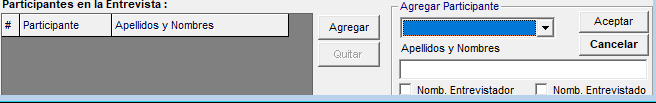 Participantes en la Entrevista :
# Participante Apellidos y Nombres
Agregar
Quitar
Agregar Participante
Aceptar
Cancelar
Apellidos y Nombres
Nomb. Entrevistador Nomb. Entrevistado